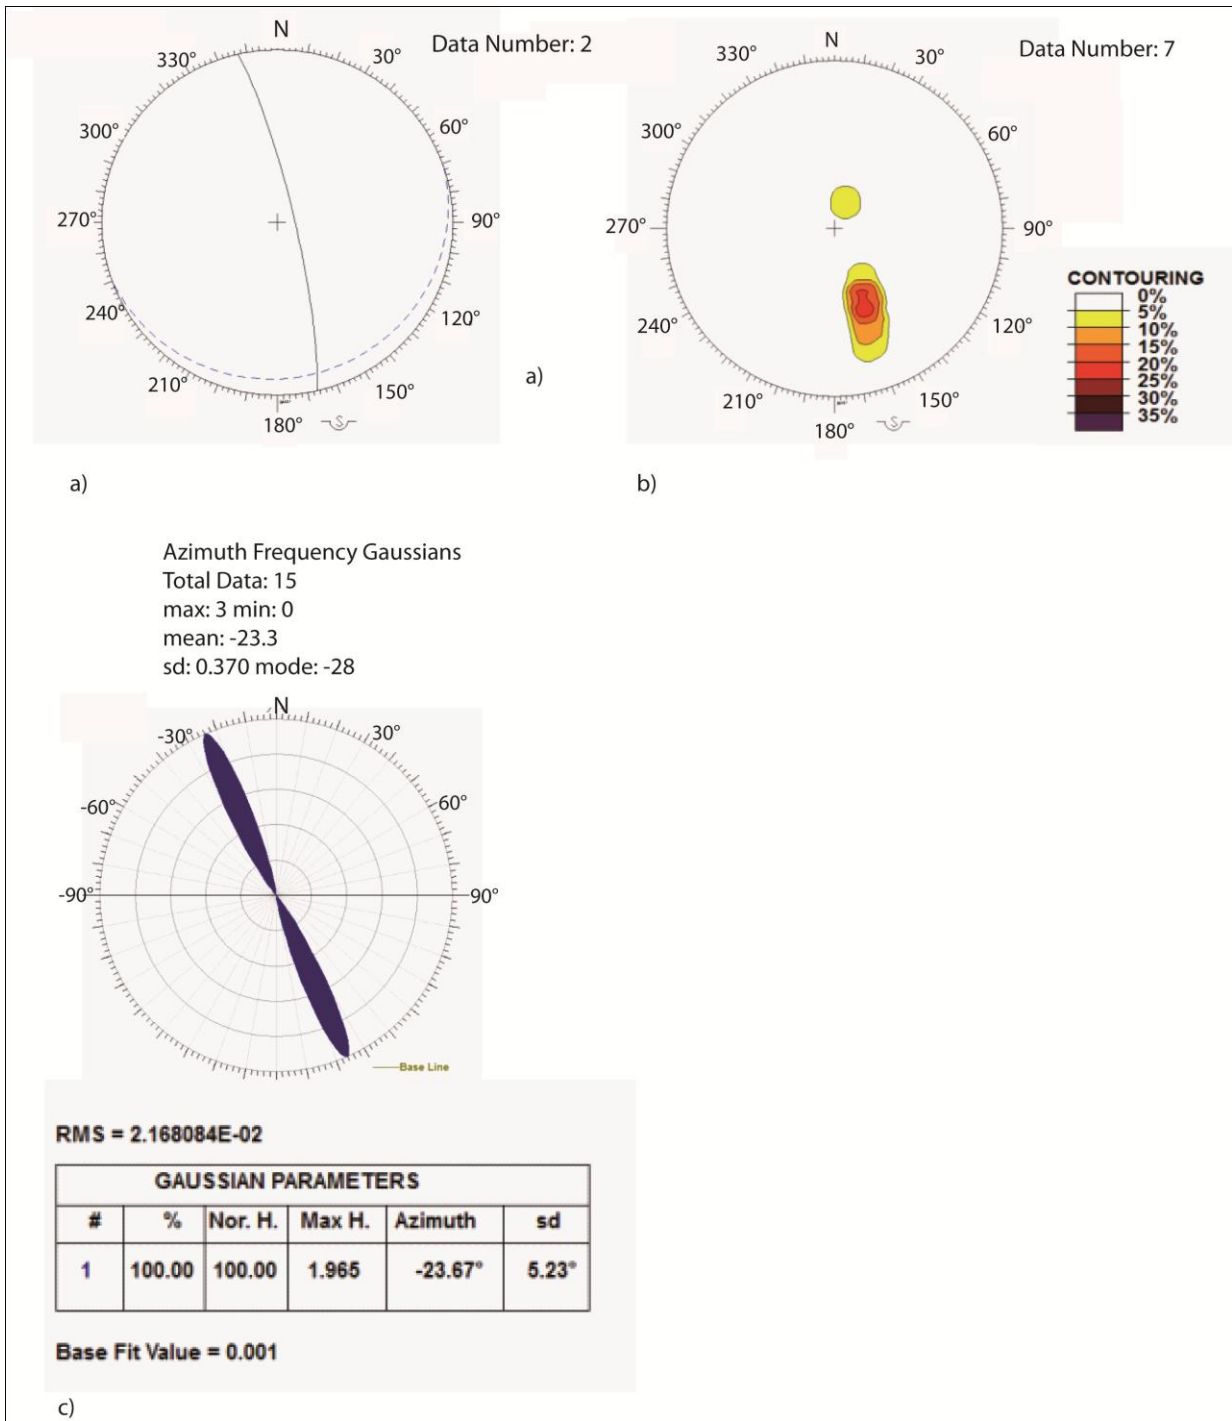 N
Data Number: 2
330°
30°
300°
60°
270°
90°
240°
120°
210°
150°
180°
S
a)
N
Data Number: 7
330°
30°
300°
60°
270°
90°
240°
120°
210°
150°
180°
S
CONTOURING
0%
5%
10%
15%
20%
25%
30%
35%
a)
b)
Azimuth Frequency Gaussians
Total Data: 15
max: 3 min: 0
mean: -23.3
sd: 0.370 mode: -28
N
-30°
30°
-60°
60°
-90°
90°
Base Line
RMS = 2.168084E-02
GAUSSIAN PARAMETERS
# % Nor. H. Max H. Azimuth sd
1 100.00 100.00 1.965 -23.67° 5.23°
Base Fit Value = 0.001
c)